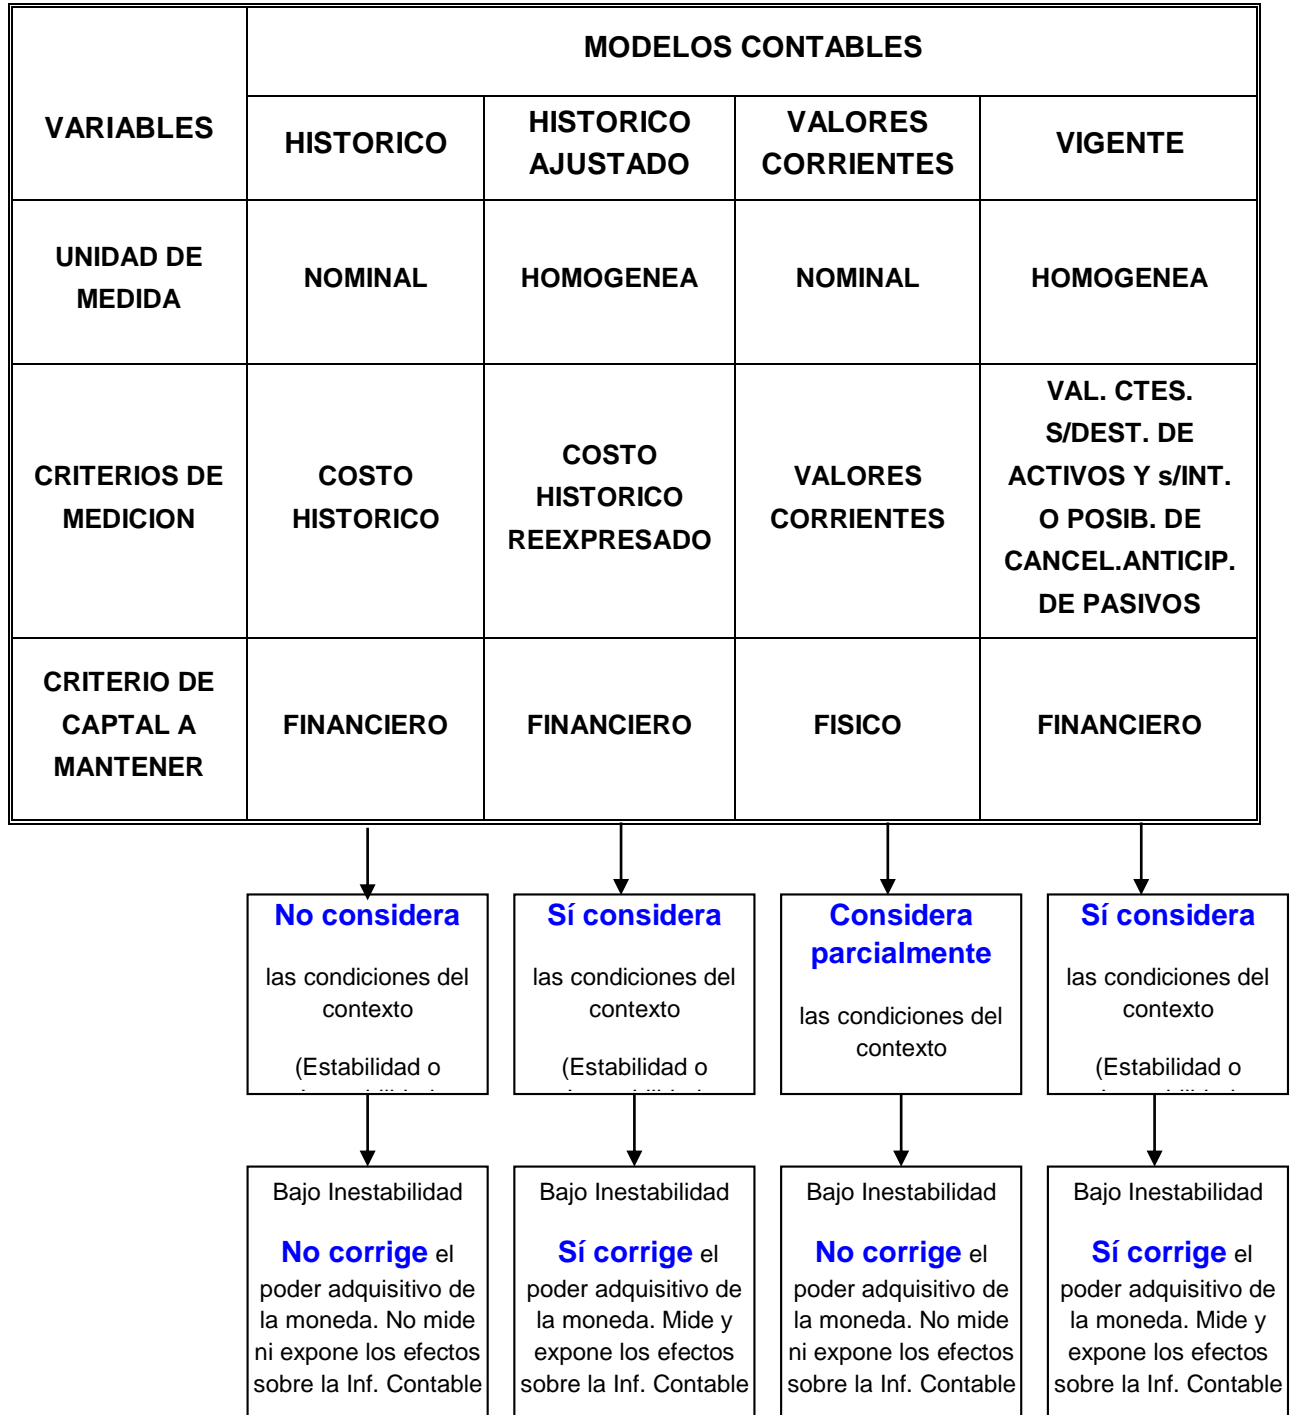 MODELOS CONTABLES
VARIABLES
HISTORICO
HISTORICO
AJUSTADO
VALORES
CORRIENTES
VIGENTE
UNIDAD DE
MEDIDA
NOMINAL
HOMOGENEA
NOMINAL
HOMOGENEA
CRITERIOS DE
MEDICION
COSTO
HISTORICO
COSTO
HISTORICO
REEXPRESADO
VALORES
CORRIENTES
VAL. CTES.
S/DEST. DE
ACTIVOS Y s/INT.
O POSIB. DE
CANCEL.ANTICIP.
DE PASIVOS
CRITERIO DE
CAPTAL A
MANTENER
FINANCIERO
FINANCIERO
FISICO
FINANCIERO
No considera
las condiciones del
contexto
(Estabilidad o
Sí considera
las condiciones del
contexto
(Estabilidad o
Considera
parcialmente
las condiciones del
contexto
Sí considera
las condiciones del
contexto
(Estabilidad o
Bajo Inestabilidad
No corrige el
poder adquisitivo de
la moneda. No mide
ni expone los efectos
sobre la Inf. Contable
Bajo Inestabilidad
Sí corrige el
poder adquisitivo de
la moneda. Mide y
expone los efectos
sobre la Inf. Contable
Bajo Inestabilidad
No corrige el
poder adquisitivo de
la moneda. No mide
ni expone los efectos
sobre la Inf. Contable
Bajo Inestabilidad
Sí corrige el
poder adquisitivo de
la moneda. Mide y
expone los efectos
sobre la Inf. Contable